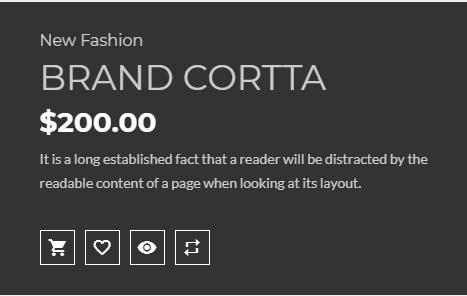 New Fashion
BRAND CORTTA
$200.00
It is a long established fact that a reader will be distracted by the
readable content of a page when looking at its layout.